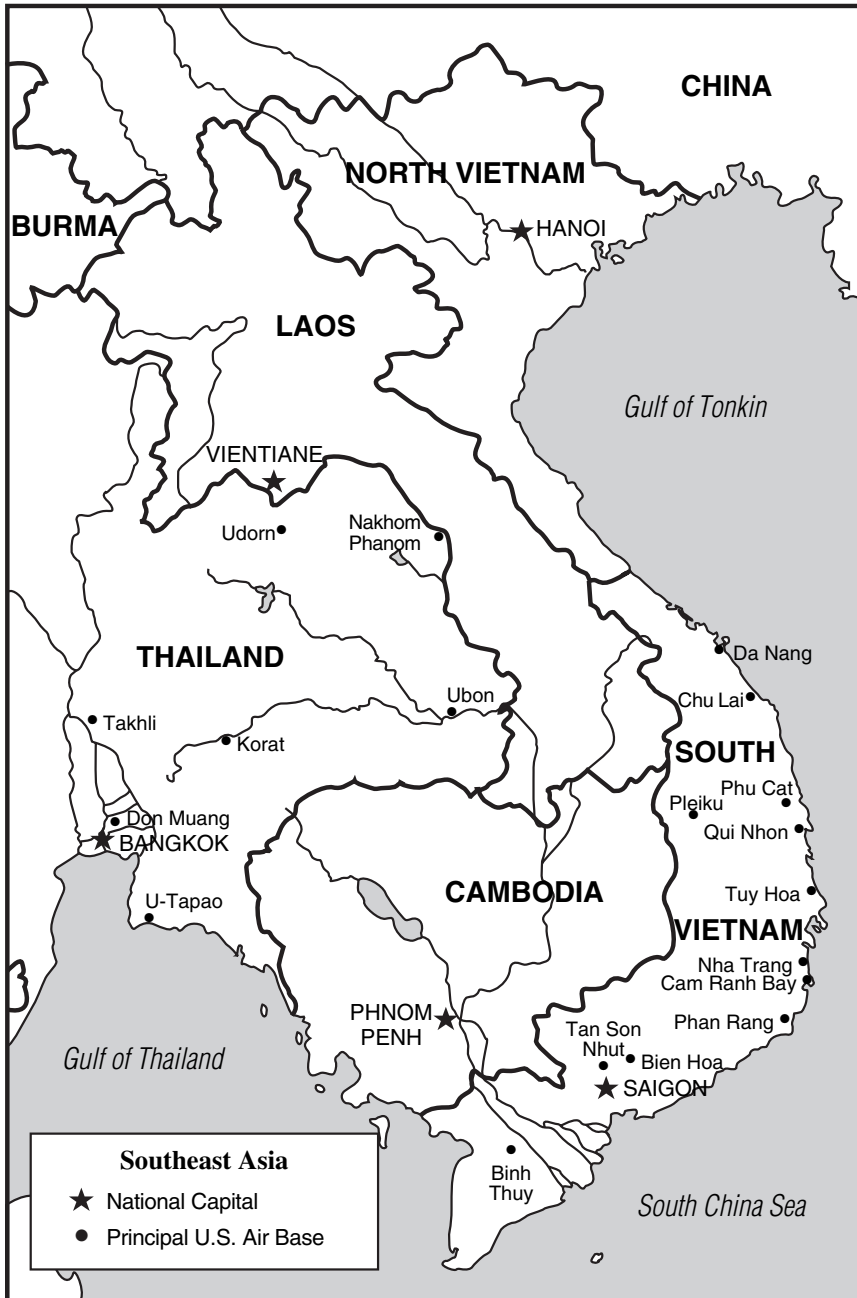 CHINA
NORTH VIETNAM
BURMA
HANOI
LAOS
Gulf of Tonkin
VIENTIANE
Udorn
Nakhom
Phanom
THAILAND
Da Nang
Ubon
Chu Lai
Takhli
Korat
SOUTH
Phu Cat
Pleiku
Don Muang
Qui Nhon
BANGKOK
CAMBODIA
Tuy Hoa
U-Tapao
VIETNAM
Nha Trang
Cam Ranh Bay
PHNOM
PENH
Phan Rang
Tan Son
Nhut
Gulf of Thailand
Bien Hoa
SAIGON
Binh
Thuy
South China Sea
Southeast Asia
National Capital
Principal U.S. Air Base